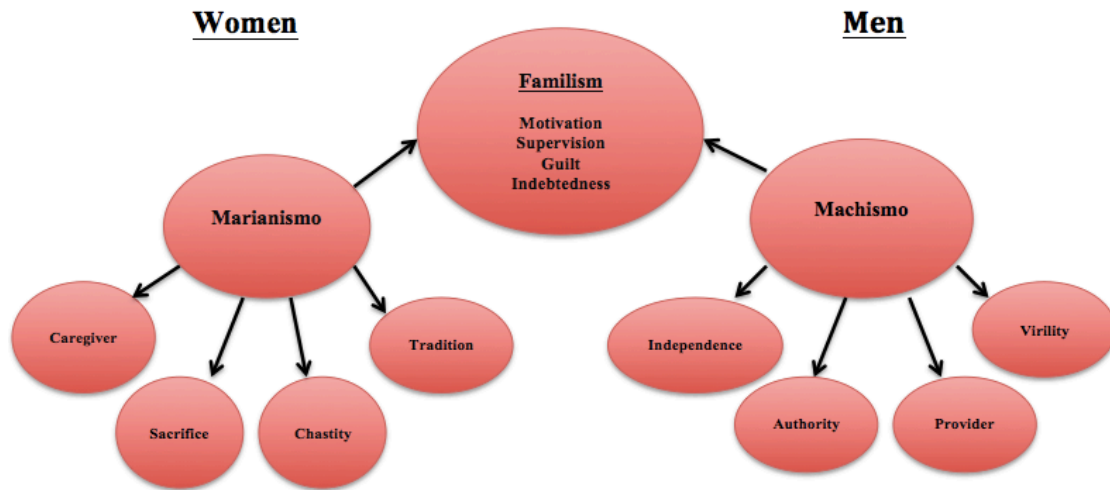 Women
Men
Familism
Motivation
Supervision
Guilt
Indebtedness
Marianismo
Machismo
Caregiver
Sacrifice
Chastity
Tradition
Independence
Authority
Provider
Virility